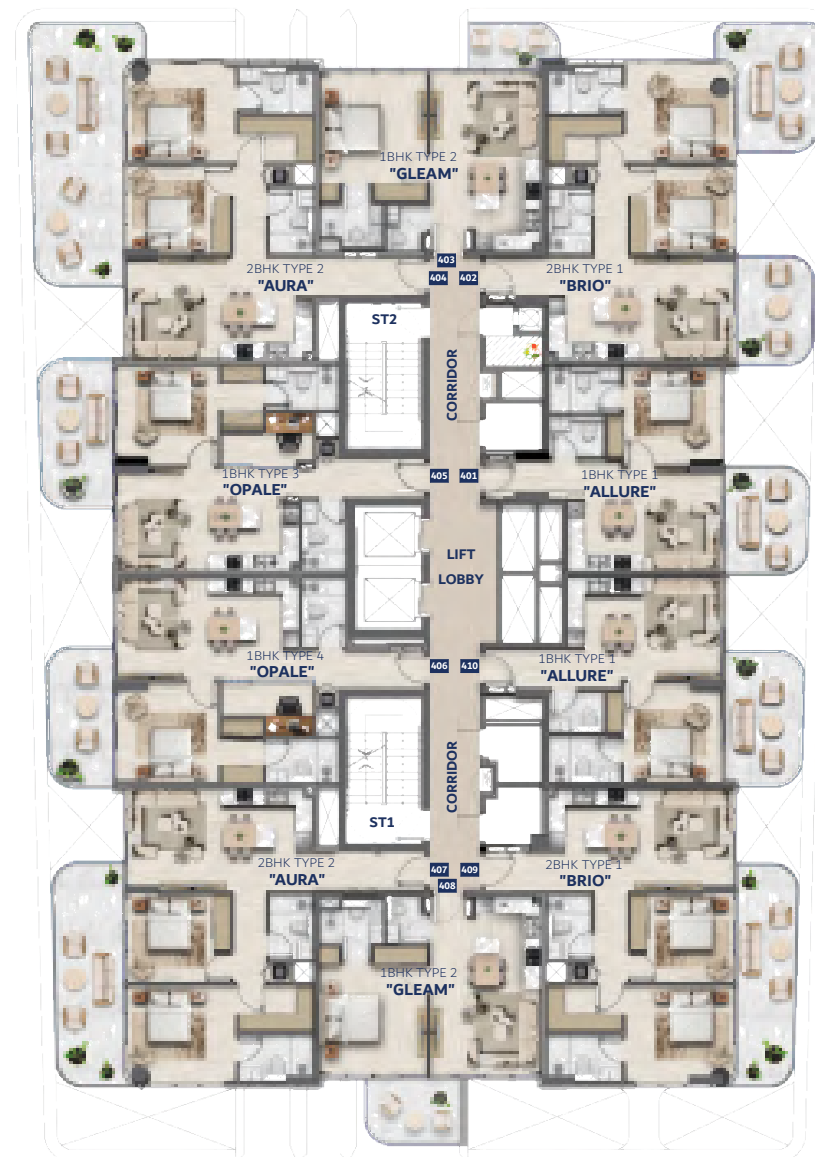 1BHK TYPE 2
"GLEAM"
403
404
402
2BHK TYPE 2
"AURA"
2BHK TYPE 1
"BRIO"
ST2
CORRIDOR
1BHK TYPE 3
"OPALE"
405
401
1BHK TYPE 1
"ALLURE"
LIFT
LOBBY
1BHK TYPE 4
"OPALE"
406
410
1BHK TYPE 1
"ALLURE"
CORRIDOR
ST1
2BHK TYPE 2
"AURA"
407
409
408
2BHK TYPE 1
"BRIO"
1BHK TYPE 2
"GLEAM"